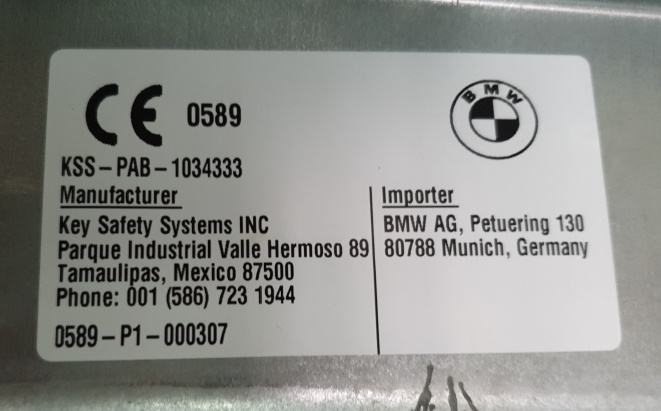 CE 0589
BMW
KSS-PAB-1034333
Manufacturer
Key Safety Systems INC
Parque Industrial Valle Hermoso 89
Tamaulipas, Mexico 87500
Phone: 001 (586) 723 1944
0589-P1-000307
Importer
BMW AG, Petuering 130
80788 Munich, Germany